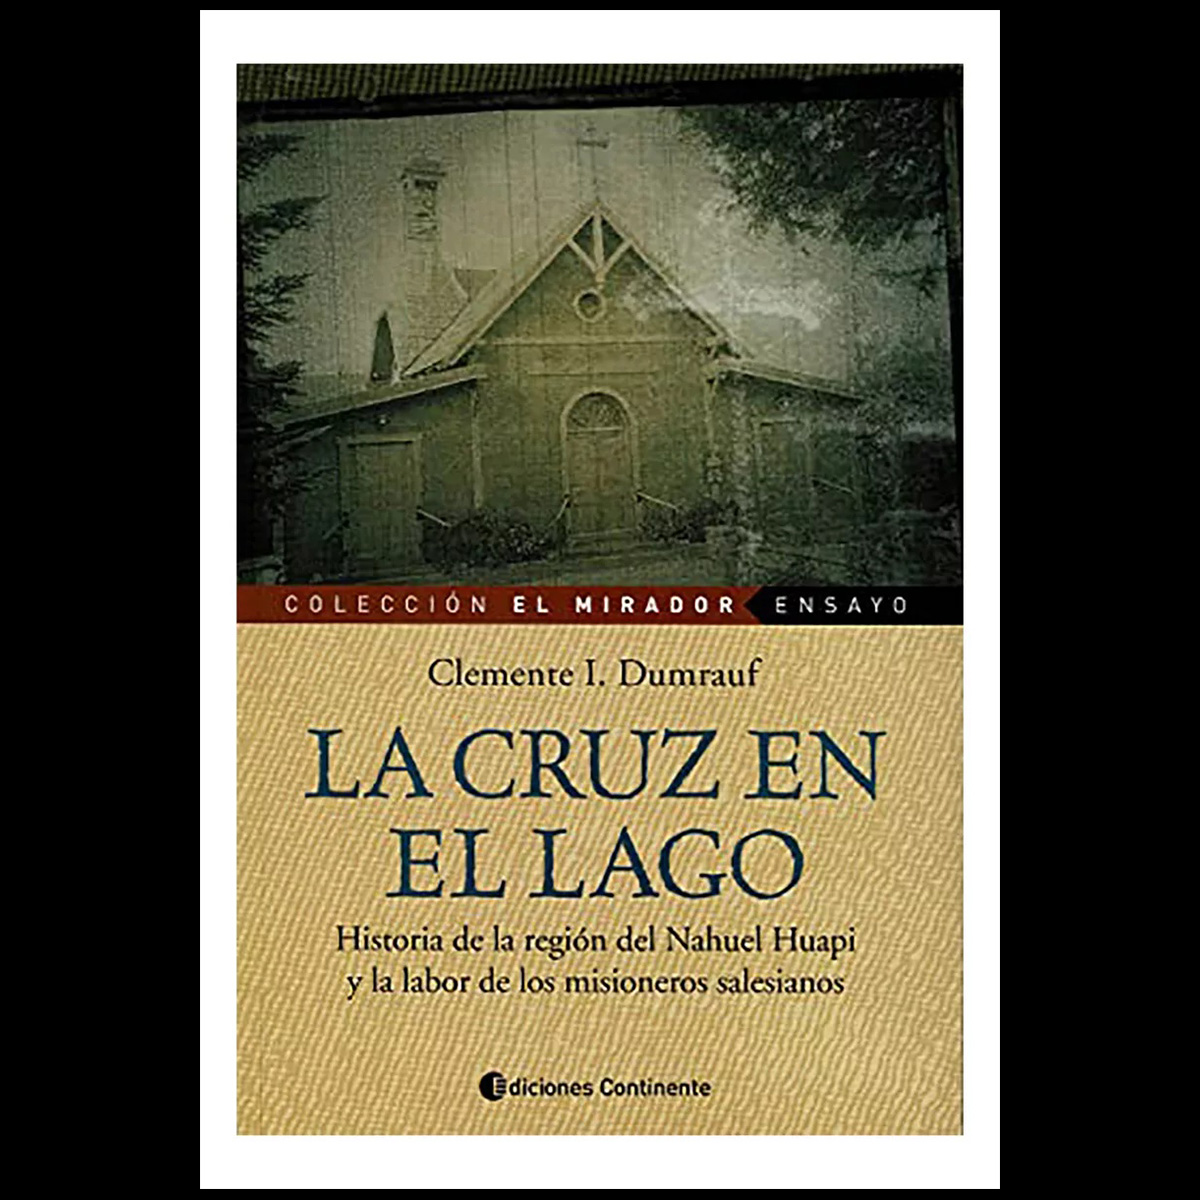 COLECCIÓN EL MIRADOR ENSAYO
Clemente I. Dumrauf
LA CRUZ EN
EL LAGO
Historia de la región del Nahuel Huapi
y la labor de los misioneros salesianos
Ediciones Continente